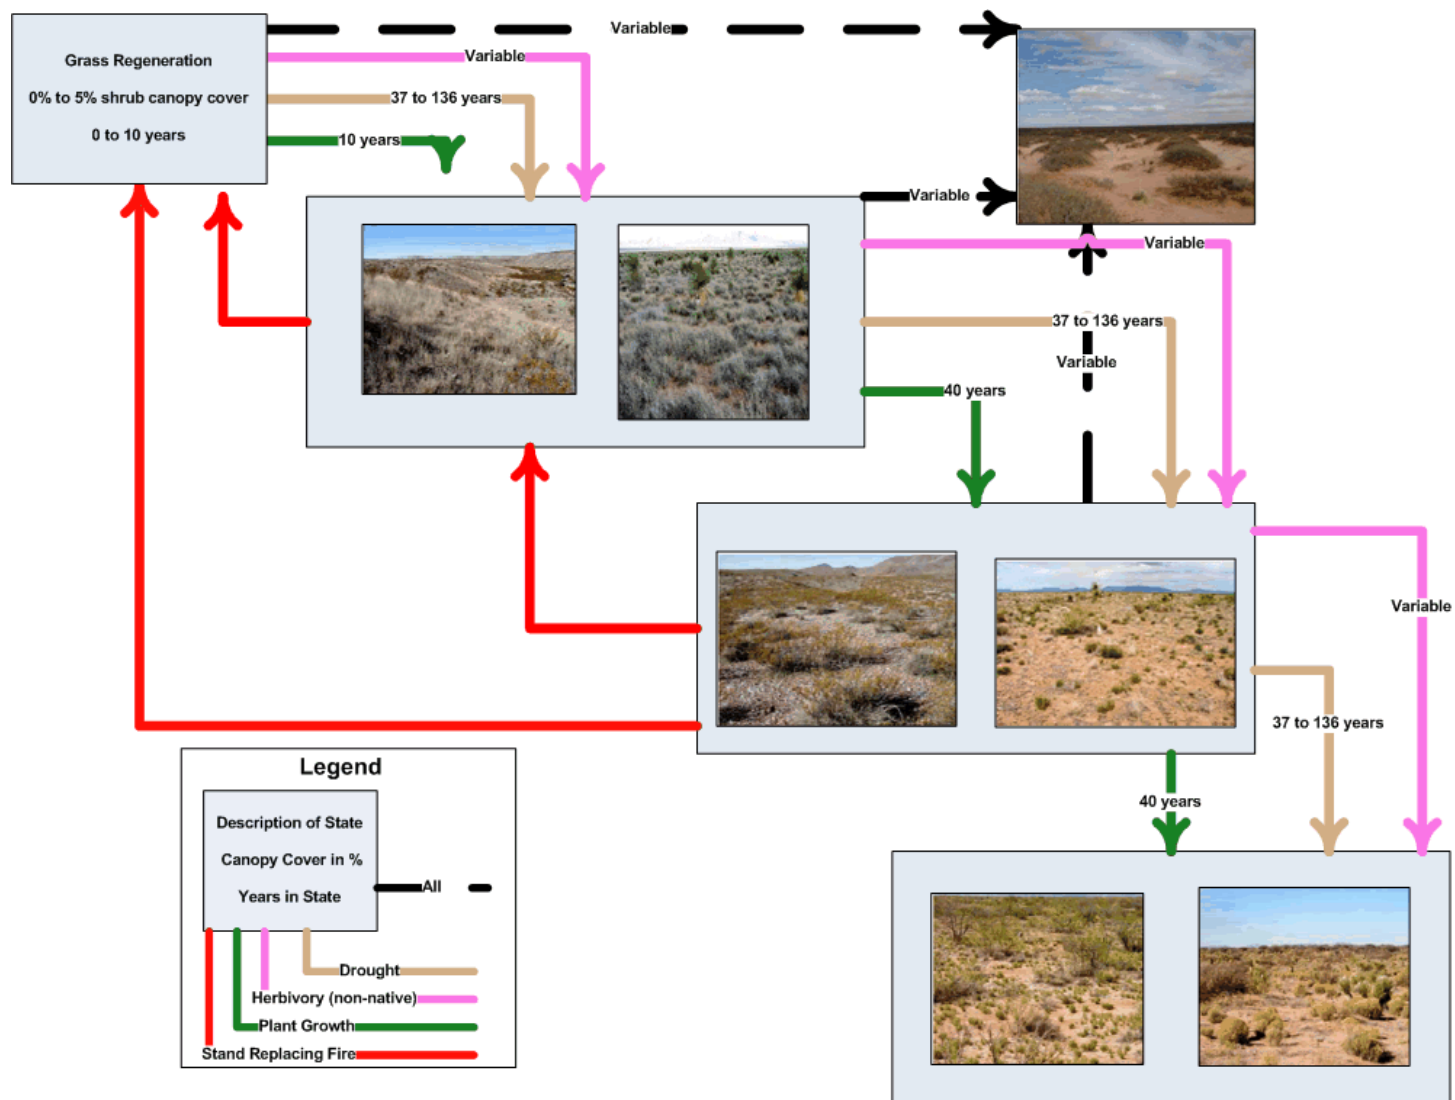 Grass Regeneration
0% to 5% shrub canopy cover
0 to 10 years
Variable
Variable
37 to 136 years
10 years
Variable
Variable
37 to 136 years
Variable
40 years
Variable
37 to 136 years
40 years
Legend
Description of State
Canopy Cover in %
Years in State
All
Drought
Herbivory (non-native)
Plant Growth
Stand Replacing Fire